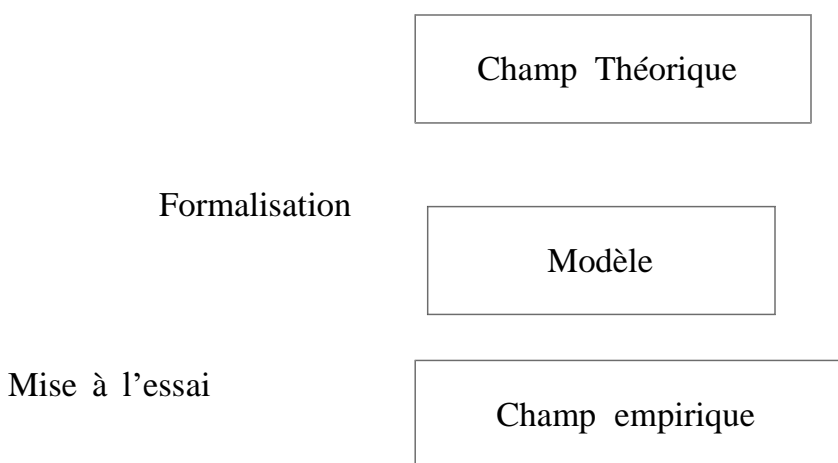 Champ Théorique
Formalisation
Modèle
Mise à l’essai
Champ empirique